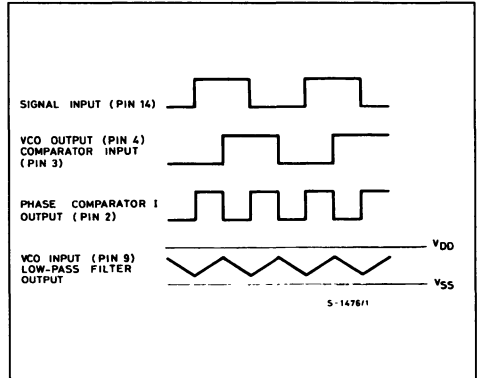 SIGNAL INPUT (PIN 14)
VCO OUTPUT (PIN 4)
COMPARATOR INPUT
(PIN 3)
PHASE COMPARATOR I
OUTPUT (PIN 2)
VDD
VCO INPUT (PIN 9)
LOW-PASS FILTER
OUTPUT
VSS
S-1476/1